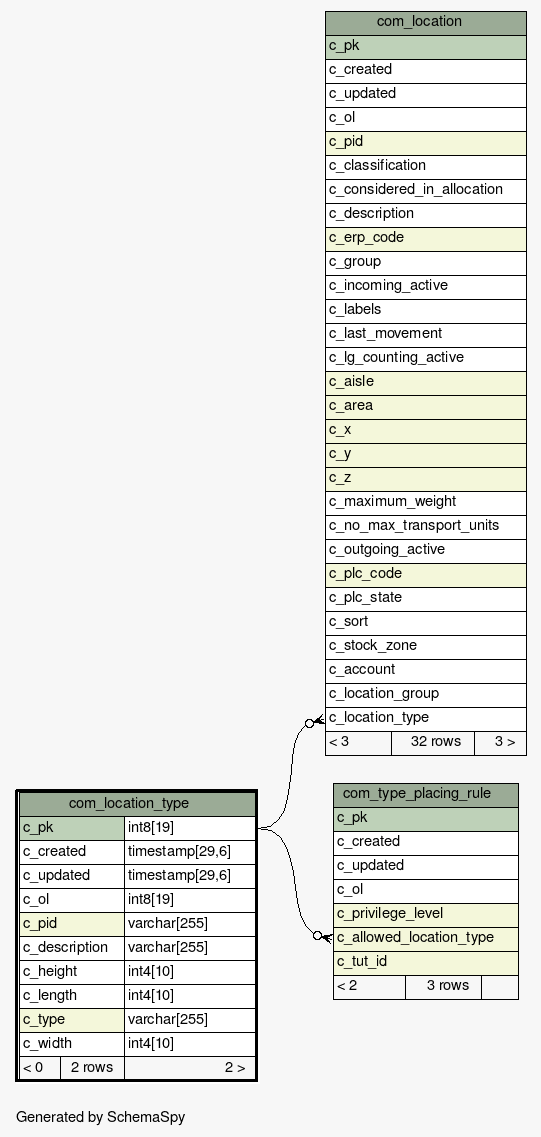 com_location
c_pk
c_created
c_updated
c_ol
c_pid
c_classification
c_considered_in_allocation
c_description
c_erp_code
c_group
c_incoming_active
c_labels
c_last_movement
c_lg_counting_active
c_aisle
c_area
c_x
c_y
c_z
c_maximum_weight
c_no_max_transport_units
c_outgoing_active
c_plc_code
c_plc_state
c_sort
c_stock_zone
c_account
c_location_group
c_location_type
< 3 32 rows 3 >
com_location_type
c_pk int8[19]
c_created timestamp[29,6]
c_updated timestamp[29,6]
c_ol int8[19]
c_pid varchar[255]
c_description varchar[255]
c_height int4[10]
c_length int4[10]
c_type varchar[255]
c_width int4[10]
< 0 2 rows 2 >
com_type_placing_rule
c_pk
c_created
c_updated
c_ol
c_privilege_level
c_allowed_location_type
c_tut_id
< 2 3 rows
Generated by SchemaSpy